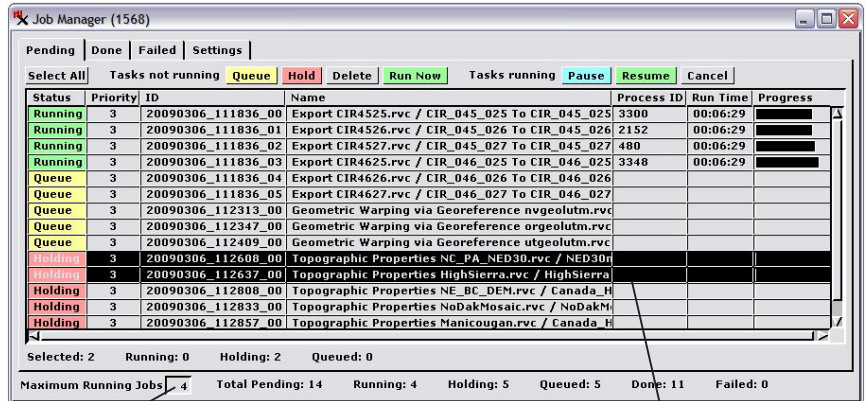 Job Manager (1568)
Pending Done Failed Settings
Select All Tasks not running Queue Hold Delete Run Now Tasks running Pause Resume Cancel
Status Priority ID Name Process ID Run Time Progress
Running 3 20090306_111836_00 Export CIR4525.rvc / CIR_045_025 To CIR_045_025 3300 00:06:29
Running 3 20090306_111836_01 Export CIR4526.rvc / CIR_045_026 To CIR_045_026 2152 00:06:29
Running 3 20090306_111836_02 Export CIR4527.rvc / CIR_045_027 To CIR_045_027 480 00:06:29
Running 3 20090306_111836_03 Export CIR4625.rvc / CIR_046_025 To CIR_046_025 3348 00:06:29
Queue 3 20090306_111836_04 Export CIR4626.rvc / CIR_046_026 To CIR_046_026
Queue 3 20090306_111836_05 Export CIR4627.rvc / CIR_046_027 To CIR_046_027
Queue 3 20090306_112313_00 Geometric Warping via Georeference nvgeolutm.rvc
Queue 3 20090306_112347_00 Geometric Warping via Georeference orgeolutm.rvc
Queue 3 20090306_112409_00 Geometric Warping via Georeference utgeolutm.rvc
Holding 3 20090306_112608_00 Topographic Properties NC_PA_NED30.rvc / NED30m
Holding 3 20090306_112637_00 Topographic Properties HighSierra.rvc / HighSierra
Holding 3 20090306_112808_00 Topographic Properties NE_BC_DEM.rvc / Canada_H
Holding 3 20090306_112833_00 Topographic Properties NoDakMosaic.rvc / NoDakM
Holding 3 20090306_112857_00 Topographic Properties Manicougan.rvc / Canada_H
Selected: 2 Running: 0 Holding: 2 Queued: 0
Maximum Running Jobs 4 Total Pending: 14 Running: 4 Holding: 5 Queued: 5 Done: 11 Failed: 0